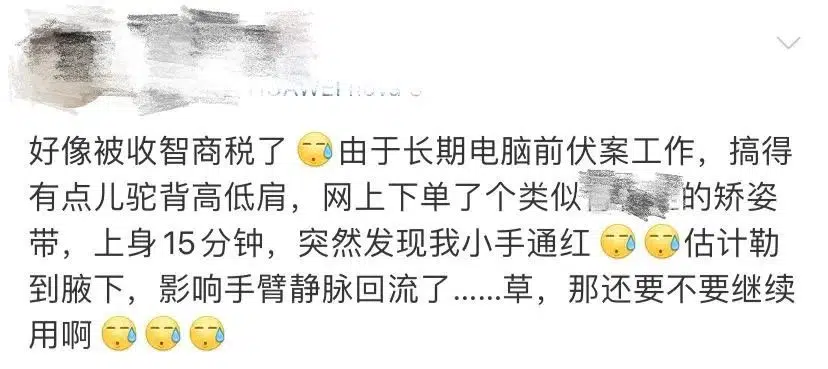 好像被收智商税了😓由于长期电脑前伏案工作，搞得
有点儿驼背高低肩，网上下单了个类似的矫姿
带，上身15分钟，突然发现我小手通红😓😓估计勒
到腋下，影响手臂静脉回流了……草，那还要不要继续
用啊😓😓😓